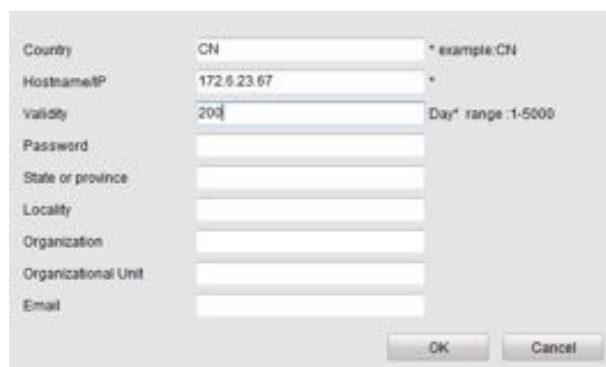 Country CN * example:CN
Hostname/IP 172.6.23.67 *
Validity 200 Day* range :1-5000
Password
State or province
Locality
Organization
Organizational Unit
Email
OK Cancel